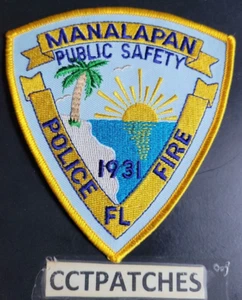 MANALAPAN
PUBLIC SAFETY
1931
POLICE FL FIRE
CCTPATCHES